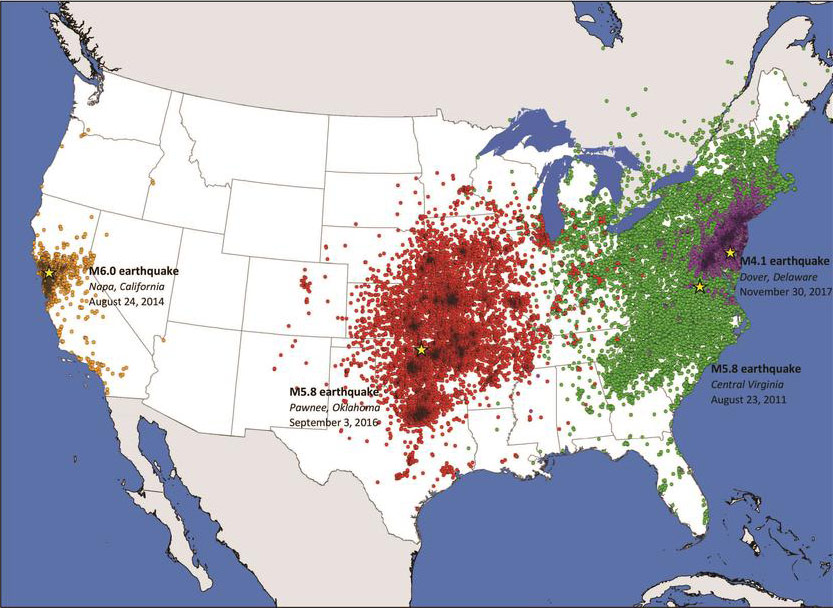 M6.0 earthquake
Napa, California
August 24, 2014
M4.1 earthquake
Dover, Delaware
November 30, 2017
M5.8 earthquake
Central Virginia
August 23, 2011
M5.8 earthquake
Pawnee, Oklahoma
September 3, 2016